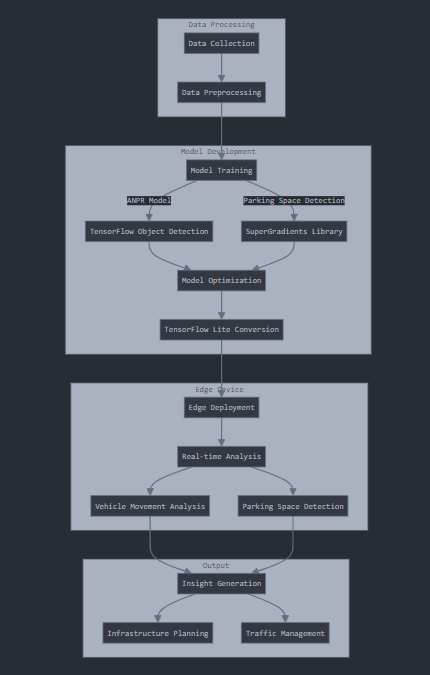 Data Processing
Data Collection
Data Preprocessing
Model Development
Model Training
ANPR Model
Parking Space Detection
TensorFlow Object Detection
SuperGradients Library
Model Optimization
TensorFlow Lite Conversion
Edge Device
Edge Deployment
Real-time Analysis
Vehicle Movement Analysis
Parking Space Detection
Output
Insight Generation
Infrastructure Planning
Traffic Management